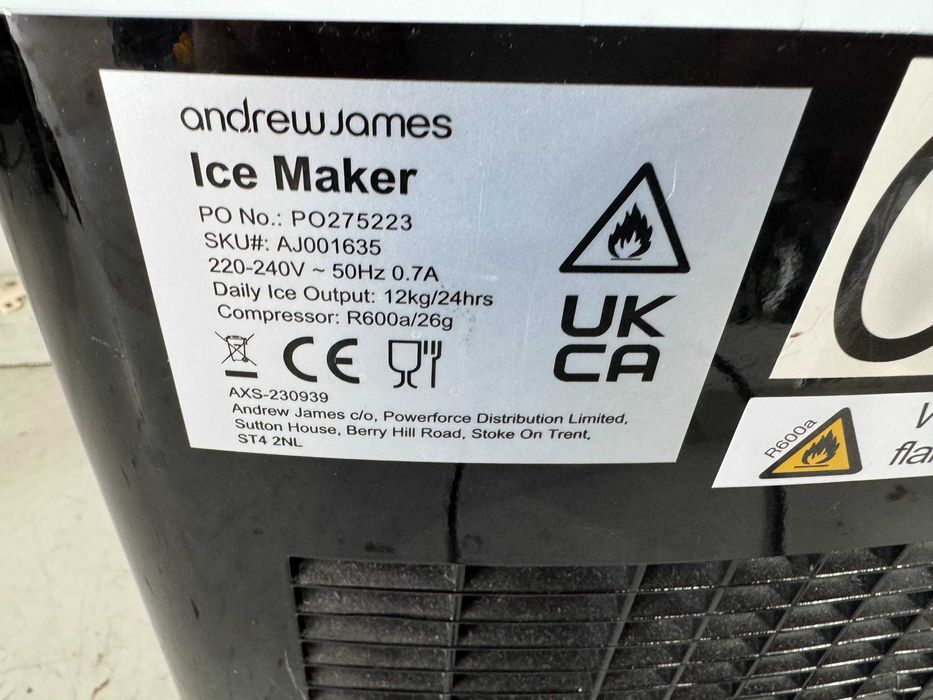 andrew james
Ice Maker
PO No.: PO275223
SKU#: AJ001635
220-240V ~ 50Hz 0.7A
Daily Ice Output: 12kg/24hrs
Compressor: R600a/26g
CE
UK
CA
AXS-230939
Andrew James c/o, Powerforce Distribution Limited,
Sutton House, Berry Hill Road, Stoke On Trent,
ST4 2NL
R600a